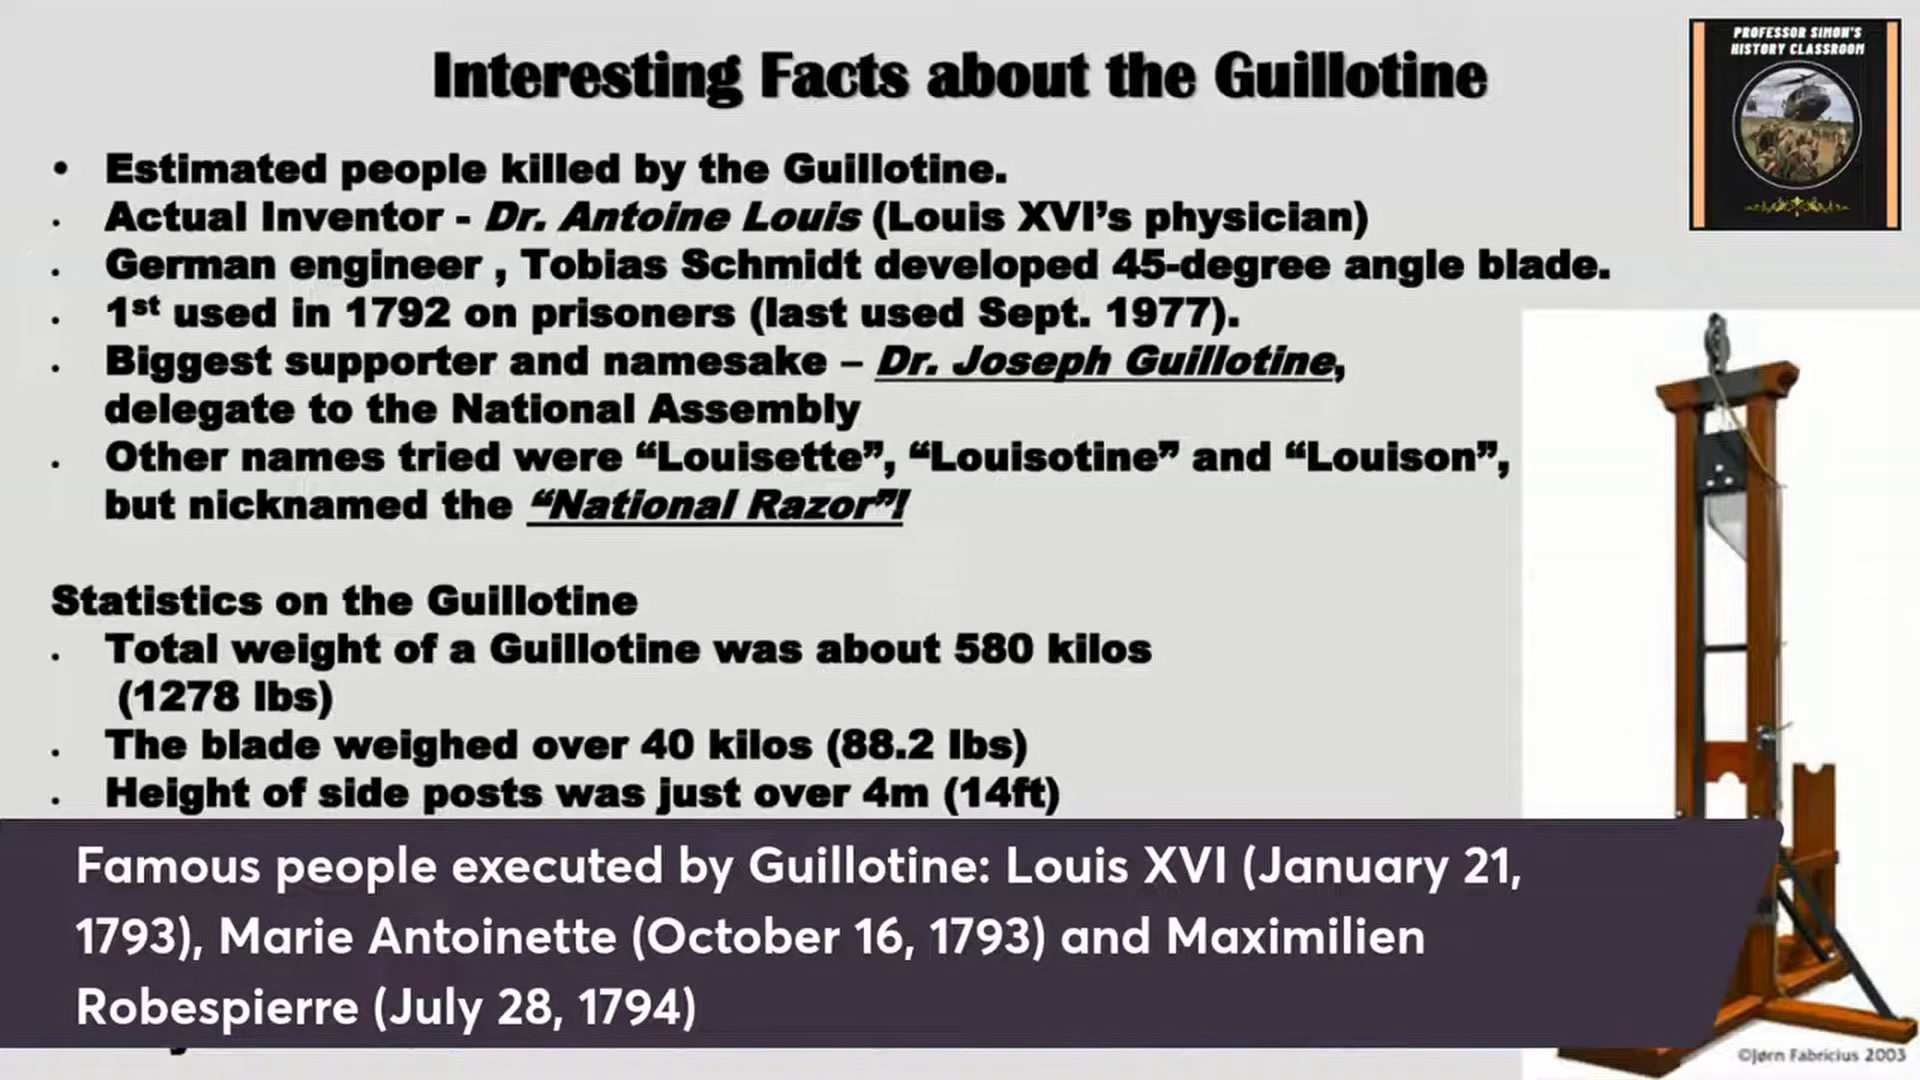 Interesting Facts about the Guillotine
PROFESSOR SIMON'S
HISTORY CLASSROOM
• Estimated people killed by the Guillotine.
• Actual Inventor - Dr. Antoine Louis (Louis XVI’s physician)
• German engineer , Tobias Schmidt developed 45-degree angle blade.
• 1st used in 1792 on prisoners (last used Sept. 1977).
• Biggest supporter and namesake – Dr. Joseph Guillotine,
delegate to the National Assembly
• Other names tried were “Louisette”, “Louisotine” and “Louison”,
but nicknamed the “National Razor”!
Statistics on the Guillotine
• Total weight of a Guillotine was about 580 kilos
(1278 lbs)
• The blade weighed over 40 kilos (88.2 lbs)
• Height of side posts was just over 4m (14ft)
Famous people executed by Guillotine: Louis XVI (January 21,
1793), Marie Antoinette (October 16, 1793) and Maximilien
Robespierre (July 28, 1794)
©Jørn Fabricius 2003